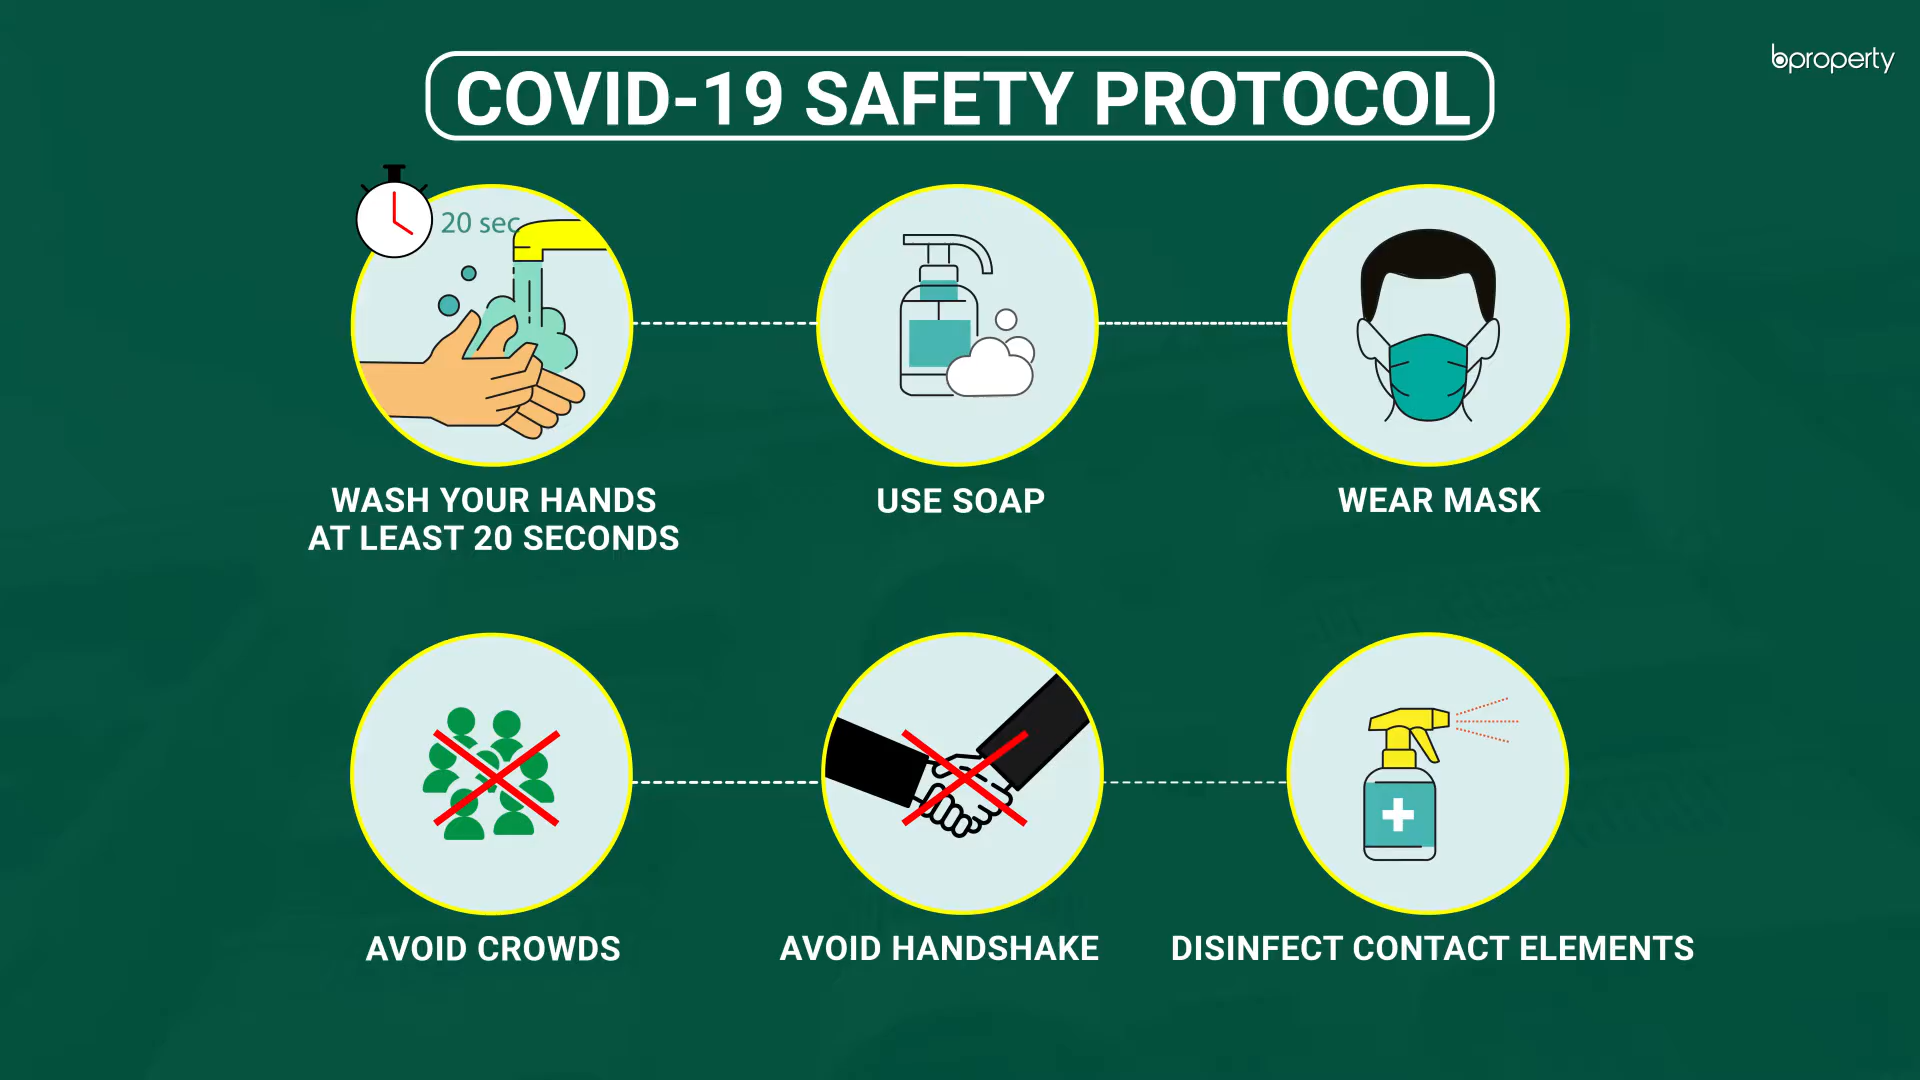 bproperty
COVID-19 SAFETY PROTOCOL
20 sec
WASH YOUR HANDS
AT LEAST 20 SECONDS
USE SOAP
WEAR MASK
AVOID CROWDS
AVOID HANDSHAKE
DISINFECT CONTACT ELEMENTS